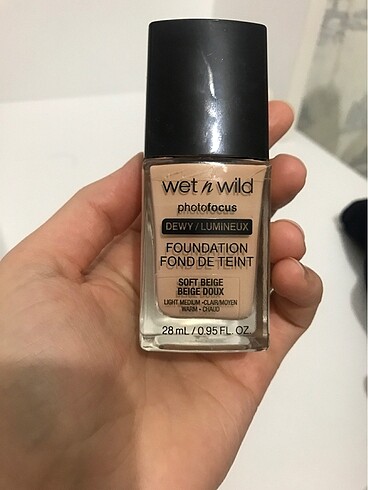 wet n wild
photofocus
DEWY / LUMINEUX
FOUNDATION
FOND DE TEINT
SOFT BEIGE
BEIGE DOUX
LIGHT MEDIUM • CLAIR/MOYEN
WARM • CHAUD
28 mL / 0.95 FL. OZ.